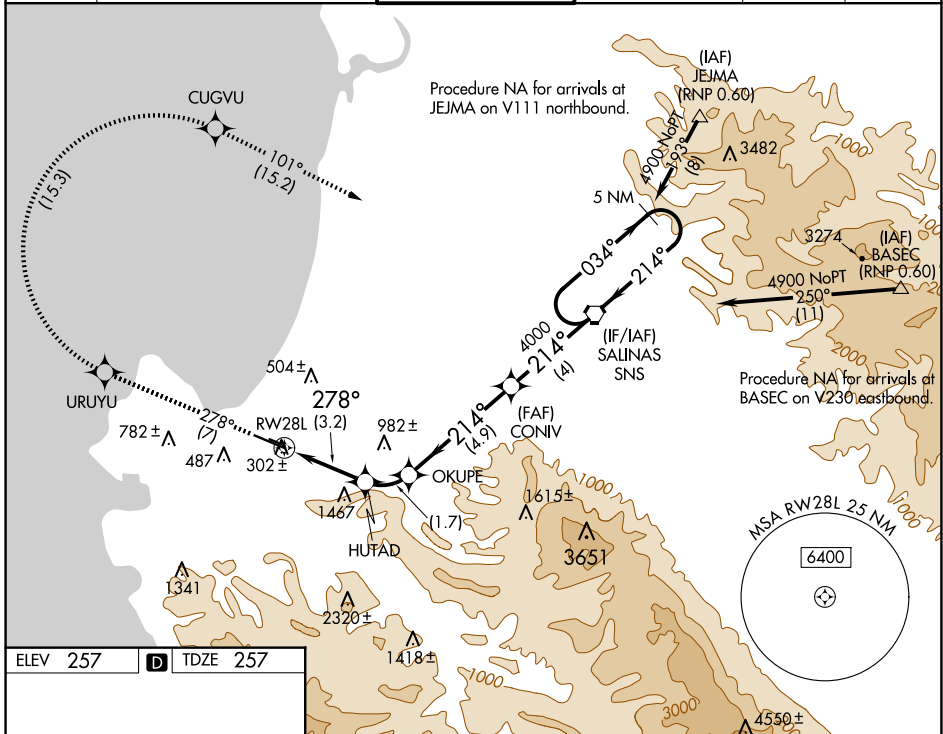 (IAF)
JEJMA
(RNP 0.60)
Procedure NA for arrivals at
JEJMA on V111 northbound.
CUGVU
101°
(15.2)
(15.3)
4900 NoPT
193°
(8)
3482
1000
5 NM
034°
214°
3274
(IAF)
BASEC
(RNP 0.60)
4900 NoPT
250°
(11)
2000
(IF/IAF)
SALINAS
SNS
4000
214°
(4)
Procedure NA for arrivals at
BASEC on V230 eastbound.
URUYU
504±
278°
(3.2)
278°
(7)
RW28L
782±
487
302±
982±
214°
(4.9)
(FAF)
CONIV
OKUPE
1467
(1.7)
HUTAD
1615±
1000
3651
1000
1000
MSA RW28L 25 NM
6400
1341
2320±
1418±
1000
3000
4550±
ELEV 257
D
TDZE 257